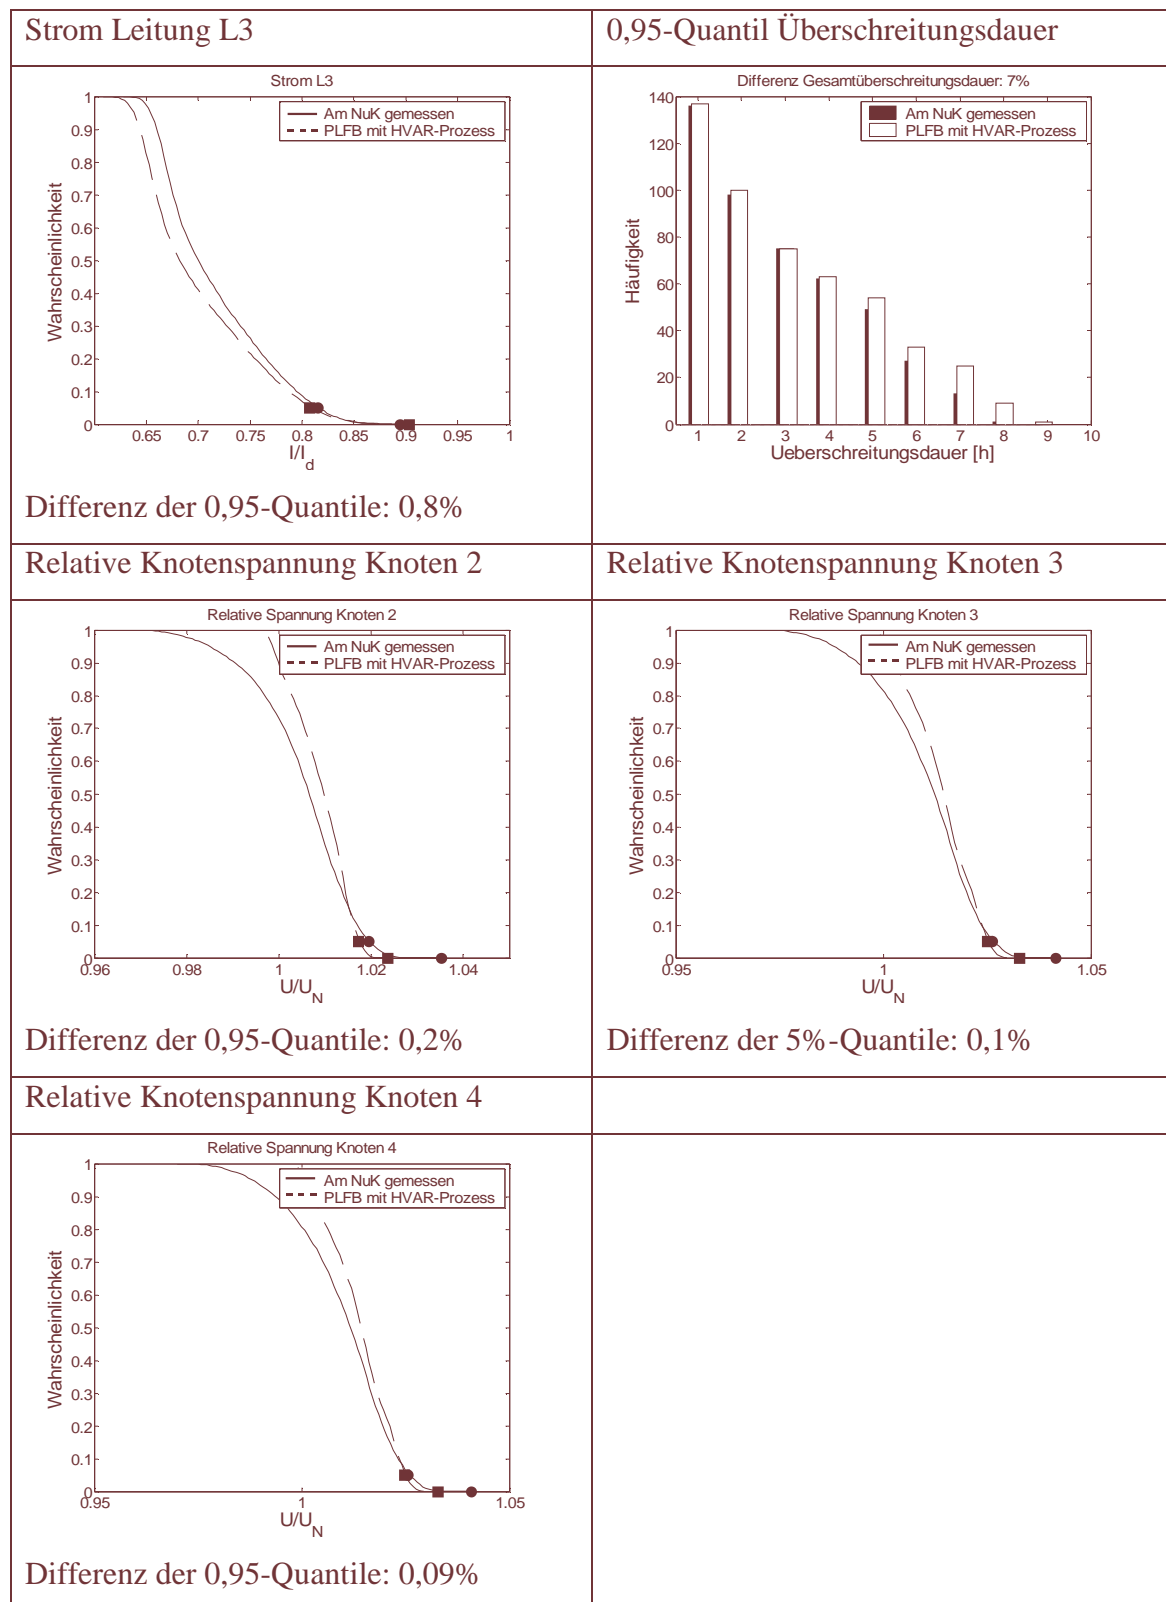 Strom Leitung L3
0,95-Quantil Überschreitungsdauer
Strom L3
Am NuK gemessen
PLFB mit HVAR-Prozess
Wahrscheinlichkeit
1
0.9
0.8
0.7
0.6
0.5
0.4
0.3
0.2
0.1
0
0.65 0.7 0.75 0.8 0.85 0.9 0.95 1
I/I_d
Differenz der 0,95-Quantile: 0,8%
Differenz Gesamtüberschreitungsdauer: 7%
Am NuK gemessen
PLFB mit HVAR-Prozess
Häufigkeit
140
120
100
80
60
40
20
0
1 2 3 4 5 6 7 8 9 10
Ueberschreitungsdauer [h]
Relative Knotenspannung Knoten 2
Relative Knotenspannung Knoten 3
Relative Spannung Knoten 2
Am NuK gemessen
PLFB mit HVAR-Prozess
Wahrscheinlichkeit
1
0.9
0.8
0.7
0.6
0.5
0.4
0.3
0.2
0.1
0
0.96 0.98 1 1.02 1.04
U/U_N
Differenz der 0,95-Quantile: 0,2%
Relative Spannung Knoten 3
Am NuK gemessen
PLFB mit HVAR-Prozess
Wahrscheinlichkeit
1
0.9
0.8
0.7
0.6
0.5
0.4
0.3
0.2
0.1
0
0.95 1 1.05
U/U_N
Differenz der 5%-Quantile: 0,1%
Relative Knotenspannung Knoten 4
Relative Spannung Knoten 4
Am NuK gemessen
PLFB mit HVAR-Prozess
Wahrscheinlichkeit
1
0.9
0.8
0.7
0.6
0.5
0.4
0.3
0.2
0.1
0
0.95 1 1.05
U/U_N
Differenz der 0,95-Quantile: 0,09%